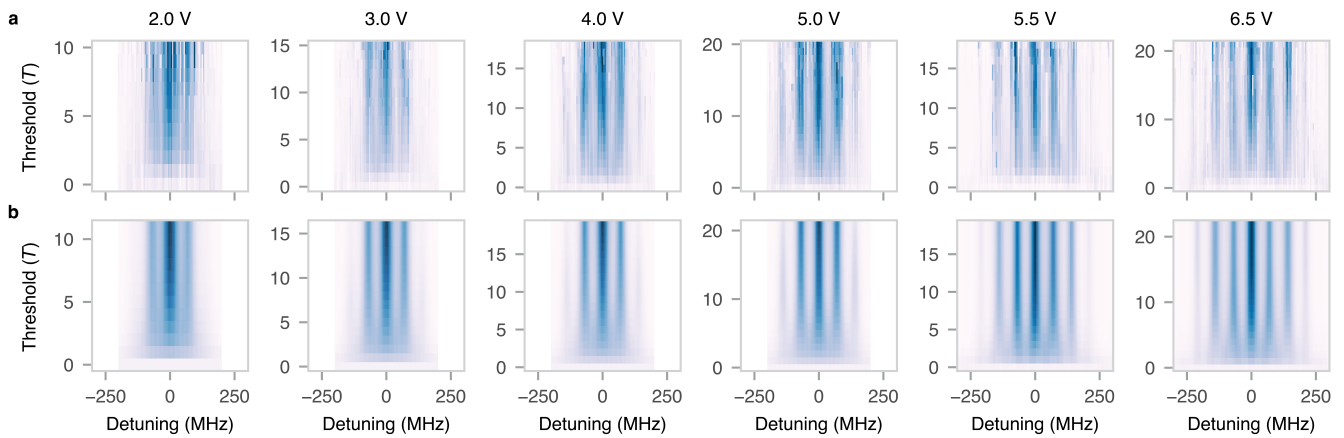 a 2.0 V 3.0 V 4.0 V 5.0 V 5.5 V 6.5 V
Threshold (T)
10 5 0
15 10 5 0
15 10 5 0
20 10 0
15 10 5 0
20 10 0
b
Threshold (T)
10 5 0
15 10 5 0
15 10 5 0
20 10 0
15 10 5 0
20 10 0
−250 0 250 −250 0 250 −250 0 250 −250 0 250 −250 0 250 −250 0 250
Detuning (MHz) Detuning (MHz) Detuning (MHz) Detuning (MHz) Detuning (MHz) Detuning (MHz)